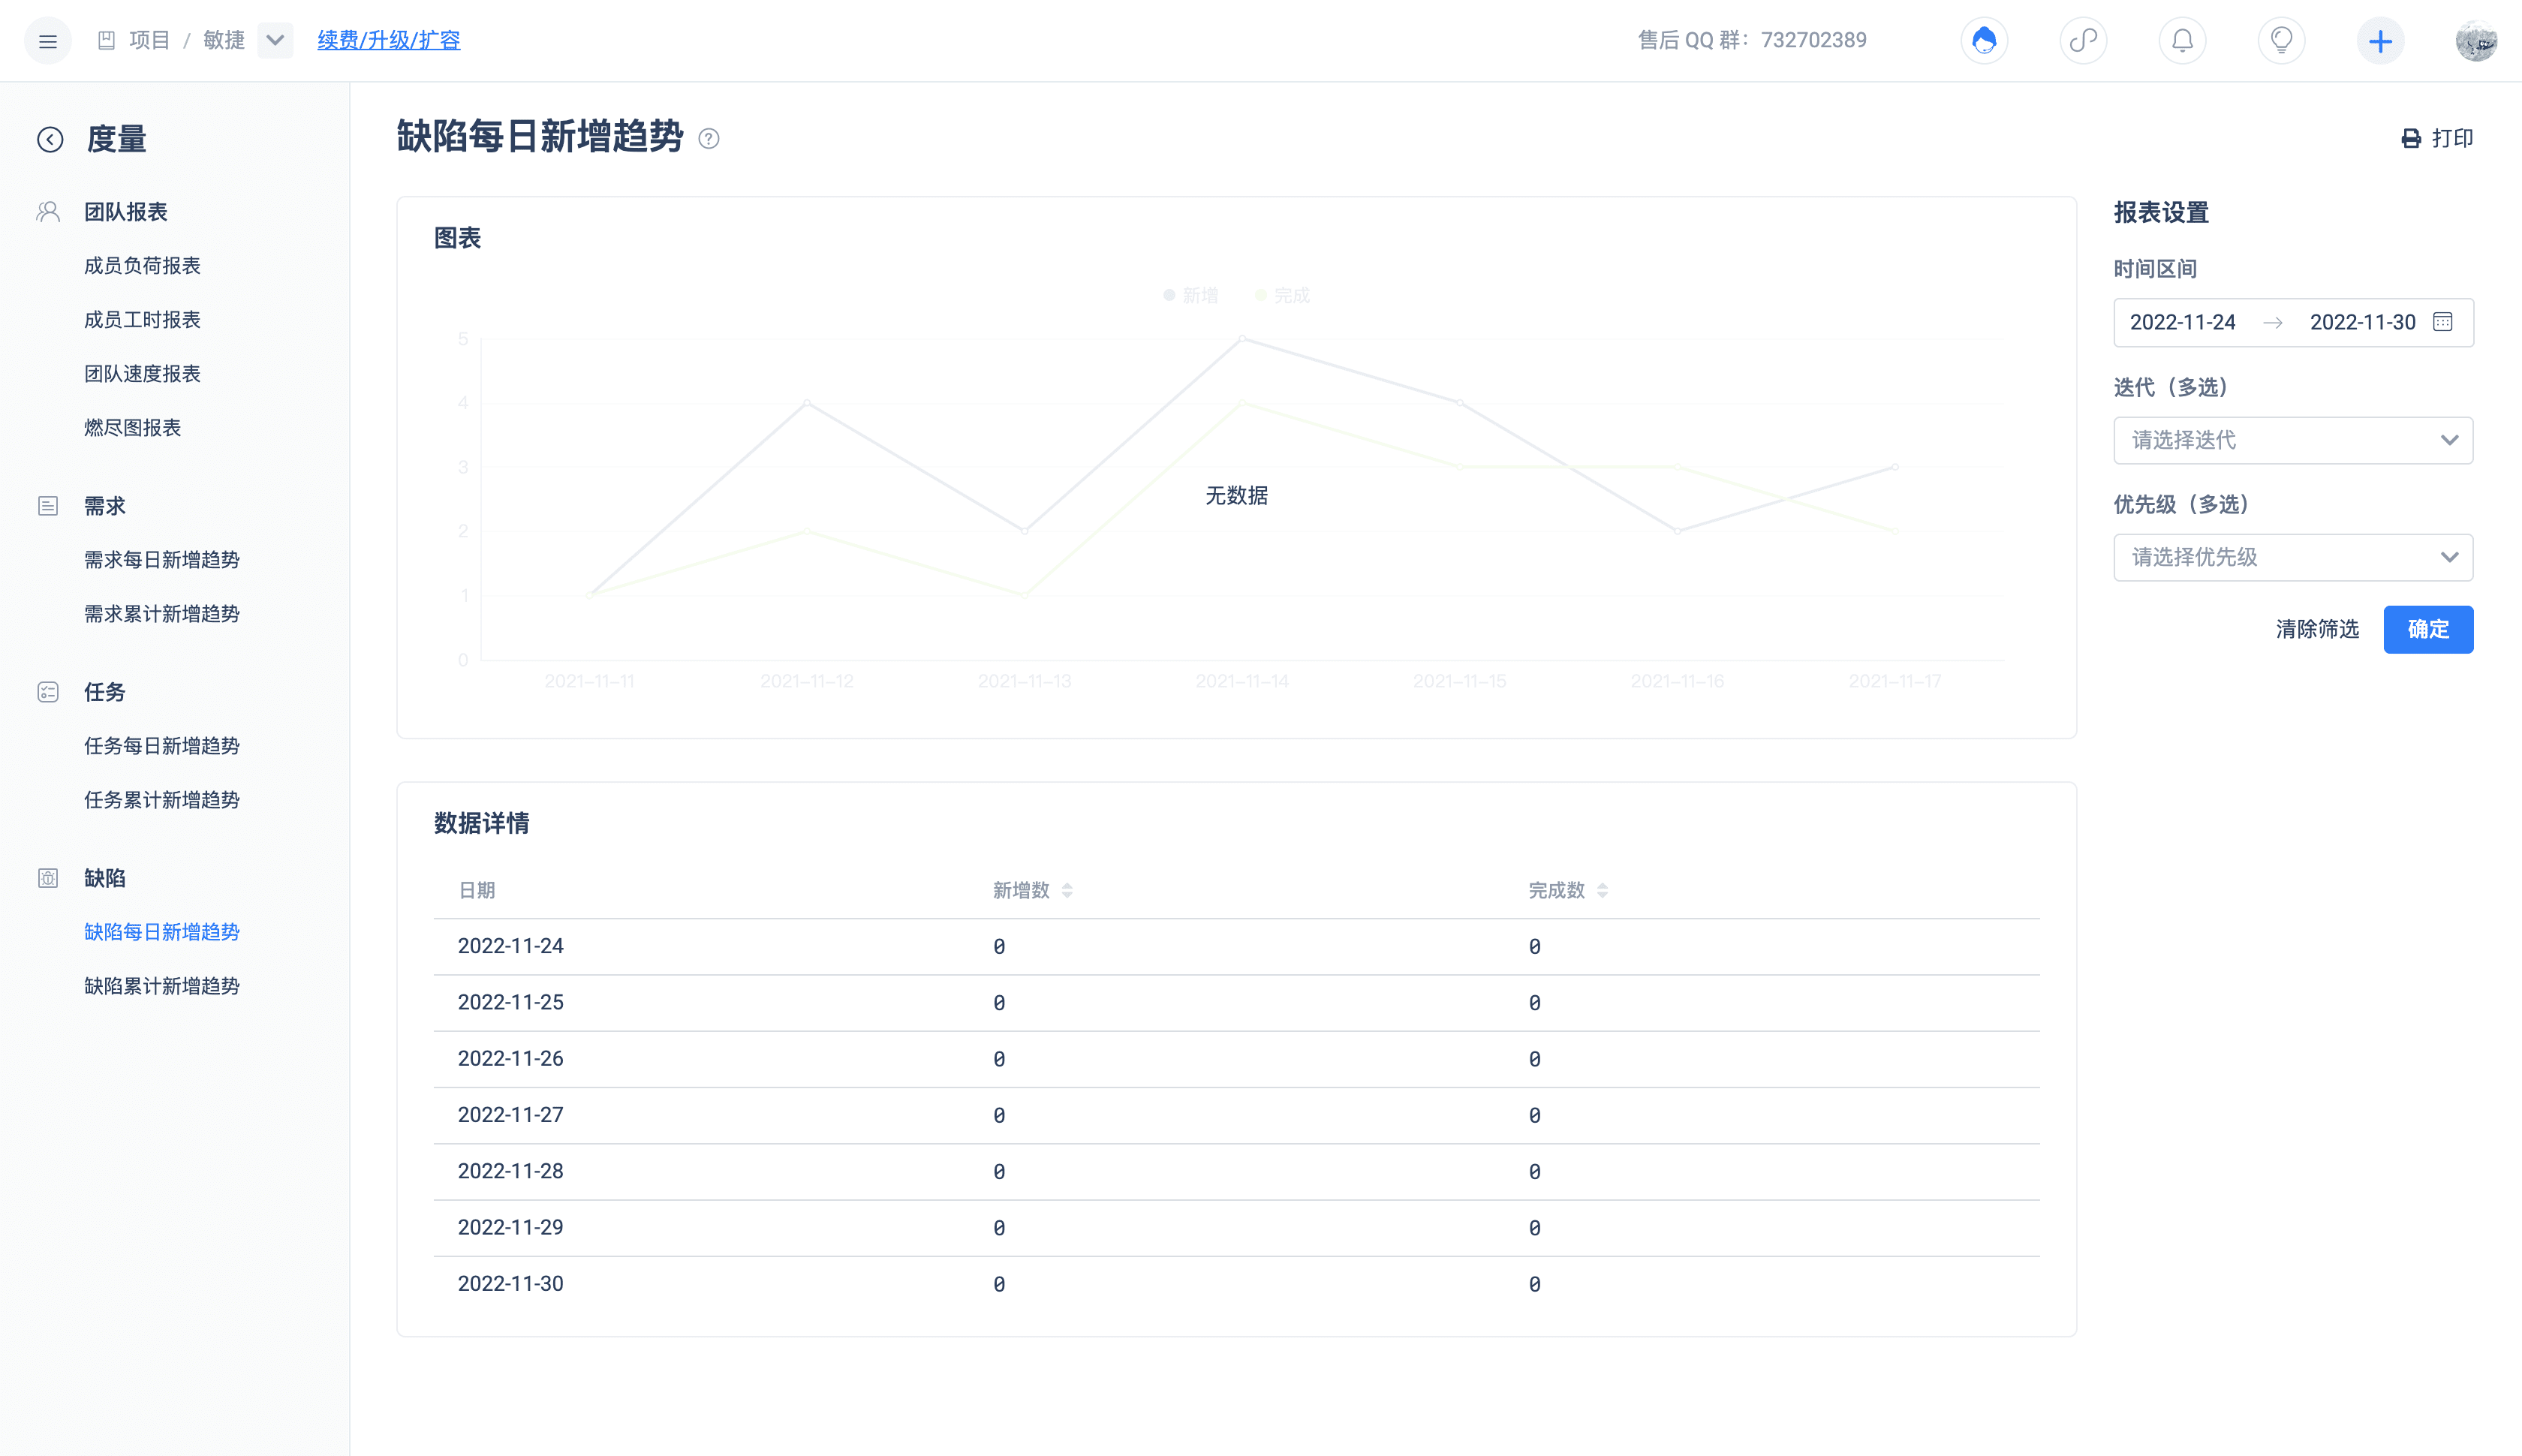 项目 / 敏捷 续费/升级/扩容 售后 QQ 群：732702389
度量
团队报表
成员负荷报表
成员工时报表
团队速度报表
燃尽图报表
需求
需求每日新增趋势
需求累计新增趋势
任务
任务每日新增趋势
任务累计新增趋势
缺陷
缺陷每日新增趋势
缺陷累计新增趋势
缺陷每日新增趋势 ?
打印
图表
新增 完成
5
4
3
2
1
0
无数据
2021-11-11 2021-11-12 2021-11-13 2021-11-14 2021-11-15 2021-11-16 2021-11-17
报表设置
时间区间
2022-11-24 → 2022-11-30
迭代（多选）
请选择迭代
优先级（多选）
请选择优先级
清除筛选 确定
数据详情
日期 新增数 完成数
2022-11-24 0 0
2022-11-25 0 0
2022-11-26 0 0
2022-11-27 0 0
2022-11-28 0 0
2022-11-29 0 0
2022-11-30 0 0